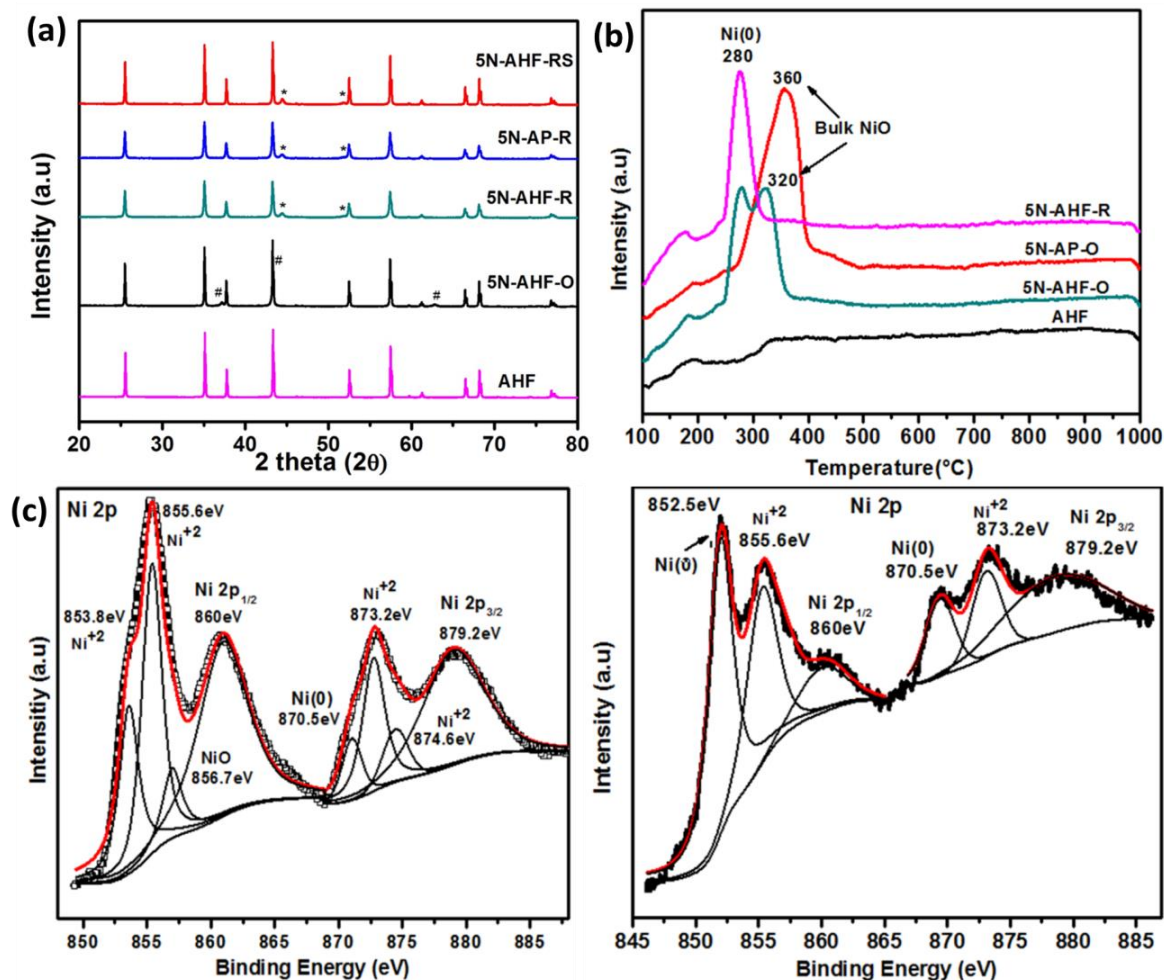 (a)
5N-AHF-RS
*
*
5N-AP-R
*
*
5N-AHF-R
*
*
5N-AHF-O
#
#
#
AHF
Intensity (a.u)
20 30 40 50 60 70 80
2 theta (2θ)
(b)
Ni(0)
280
360
Bulk NiO
320
5N-AHF-R
5N-AP-O
5N-AHF-O
AHF
Intensity (a.u)
100 200 300 400 500 600 700 800 900 1000
Temperature(°C)
(c)
Ni 2p
855.6eV
Ni+2
853.8eV
Ni+2
Ni 2p1/2
860eV
NiO
856.7eV
Ni(0)
870.5eV
Ni+2
873.2eV
Ni 2p3/2
879.2eV
Ni+2
874.6eV
Intensitiy (a.u)
850 855 860 865 870 875 880 885
Binding Energy (eV)
Ni 2p
852.5eV
Ni(0)
Ni+2
855.6eV
Ni 2p1/2
860eV
Ni(0)
870.5eV
Ni+2
873.2eV
Ni 2p3/2
879.2eV
Intensity (a.u)
845 850 855 860 865 870 875 880 885
Binding Energy (eV)